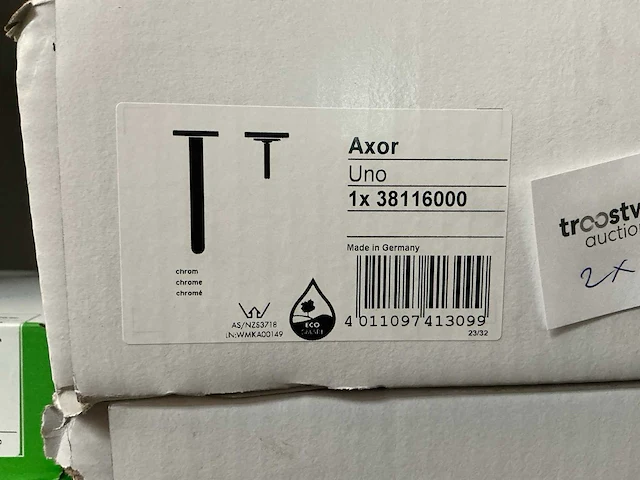 Axor
Uno
1x 38116000
Made in Germany
chrom
chrome
chromé
AS/NZS3718
LN:WMKA00149
ECO
4 011097 413099
23/32
troostw
auction
2x